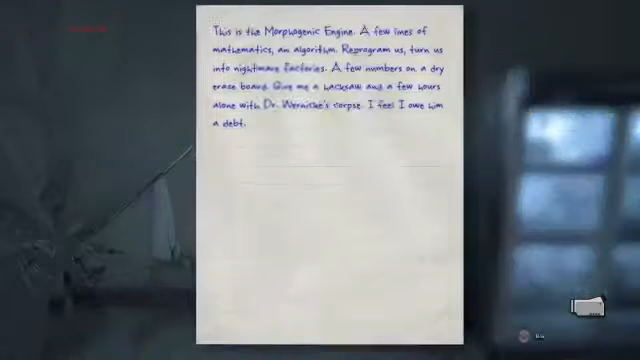 This is the Morphogenic Engine. A few lines of
mathematics, an algorithm. Reprogram us, turn us
into nightmare factories. A few numbers on a dry
erase board. Give me a hacksaw and a few hours
alone with Dr. Wernicke's corpse. I feel I owe him
a debt.